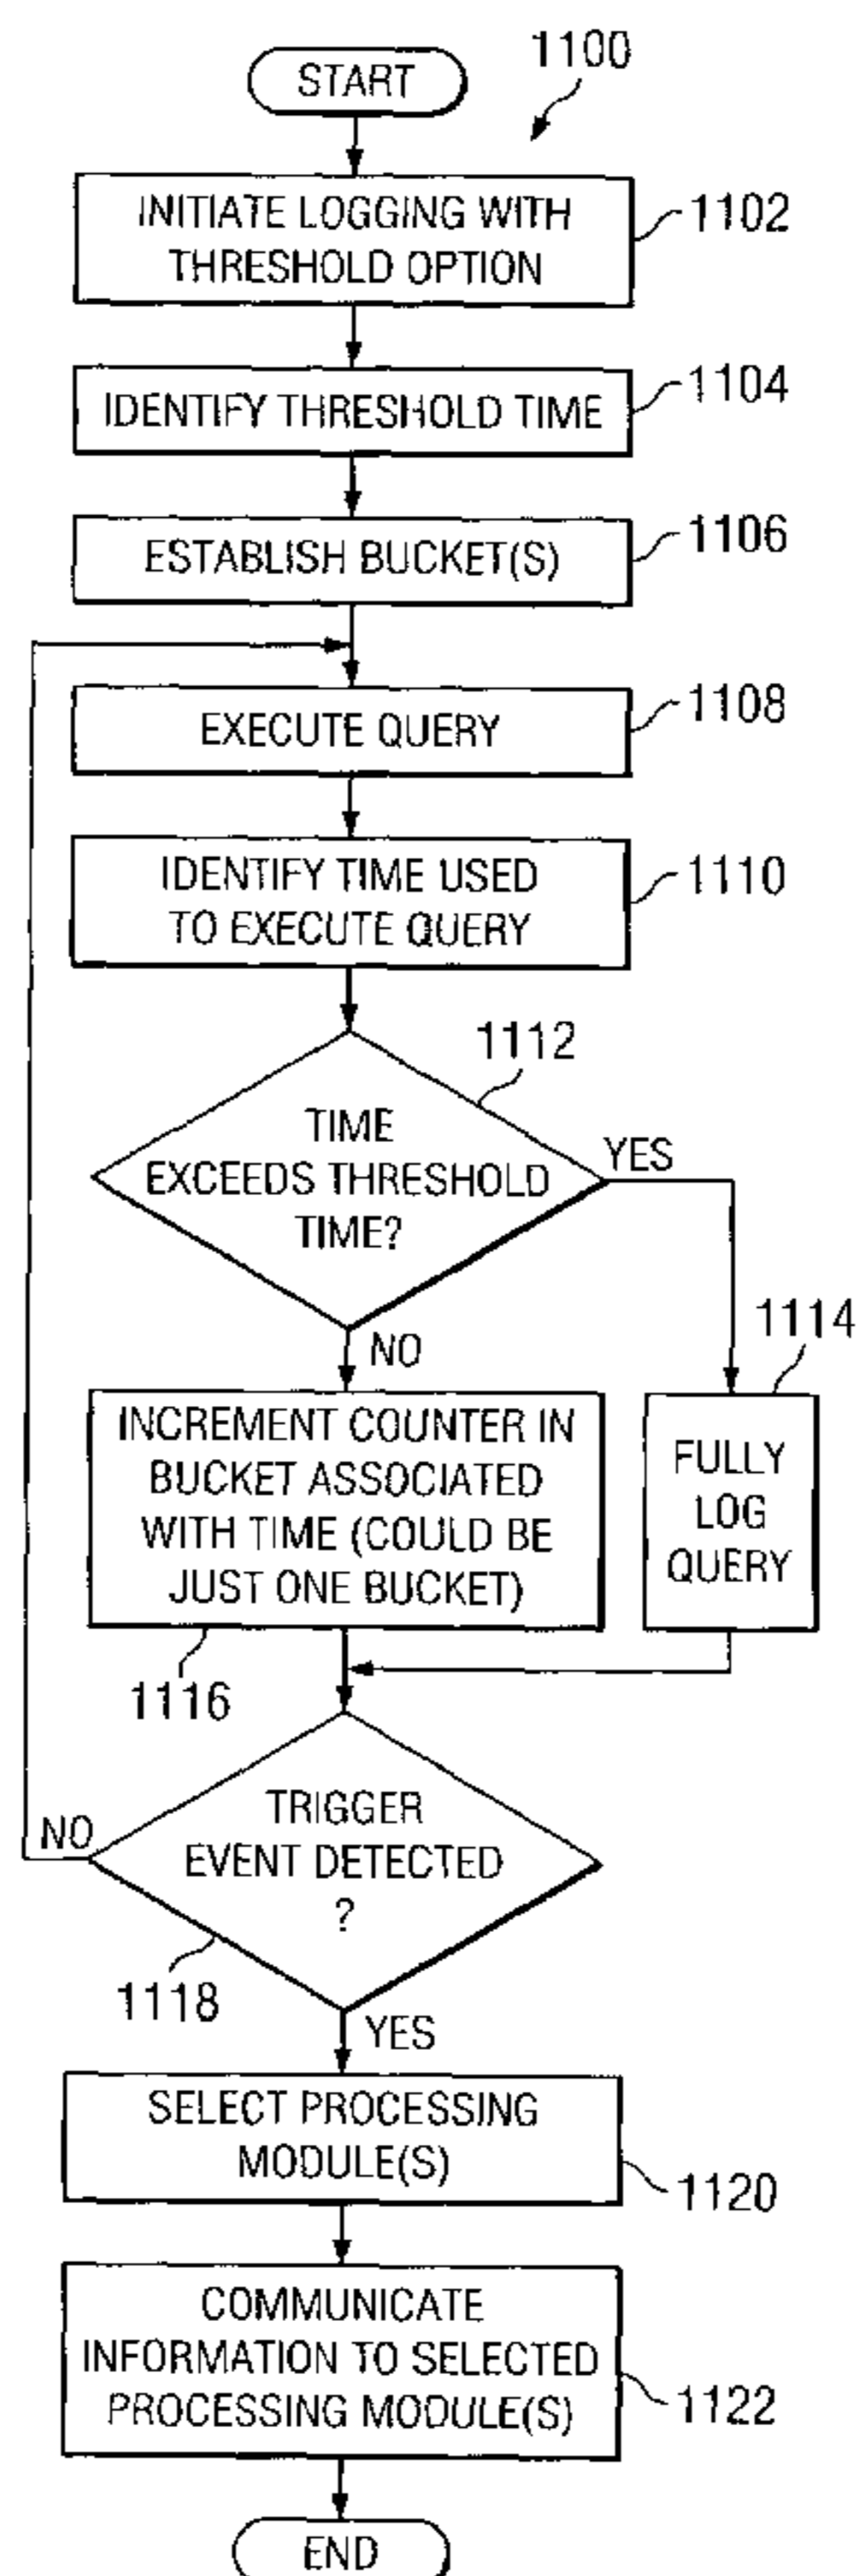 1100
START
INITIATE LOGGING WITH
THRESHOLD OPTION
1102
IDENTIFY THRESHOLD TIME
1104
ESTABLISH BUCKET(S)
1106
EXECUTE QUERY
1108
IDENTIFY TIME USED
TO EXECUTE QUERY
1110
1112
TIME
EXCEEDS THRESHOLD
TIME?
YES
NO
1114
INCREMENT COUNTER IN
BUCKET ASSOCIATED
WITH TIME (COULD BE
JUST ONE BUCKET)
FULLY
LOG
QUERY
1116
TRIGGER
EVENT DETECTED
?
NO
1118
YES
SELECT PROCESSING
MODULE(S)
1120
COMMUNICATE
INFORMATION TO SELECTED
PROCESSING MODULE(S)
1122
END